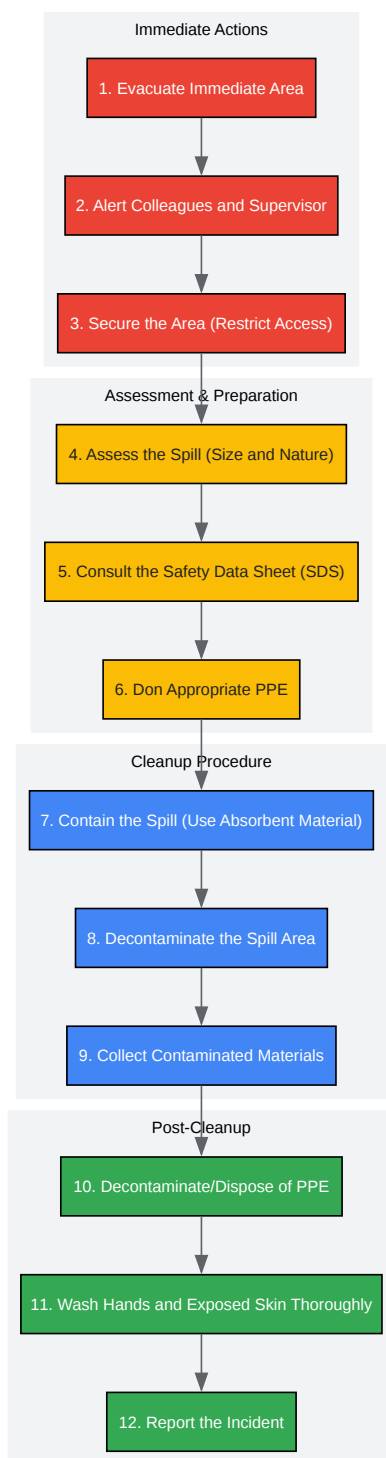 Immediate Actions
1. Evacuate Immediate Area
2. Alert Colleagues and Supervisor
3. Secure the Area (Restrict Access)
Assessment & Preparation
4. Assess the Spill (Size and Nature)
5. Consult the Safety Data Sheet (SDS)
6. Don Appropriate PPE
Cleanup Procedure
7. Contain the Spill (Use Absorbent Material)
8. Decontaminate the Spill Area
9. Collect Contaminated Materials
Post-Cleanup
10. Decontaminate/Dispose of PPE
11. Wash Hands and Exposed Skin Thoroughly
12. Report the Incident